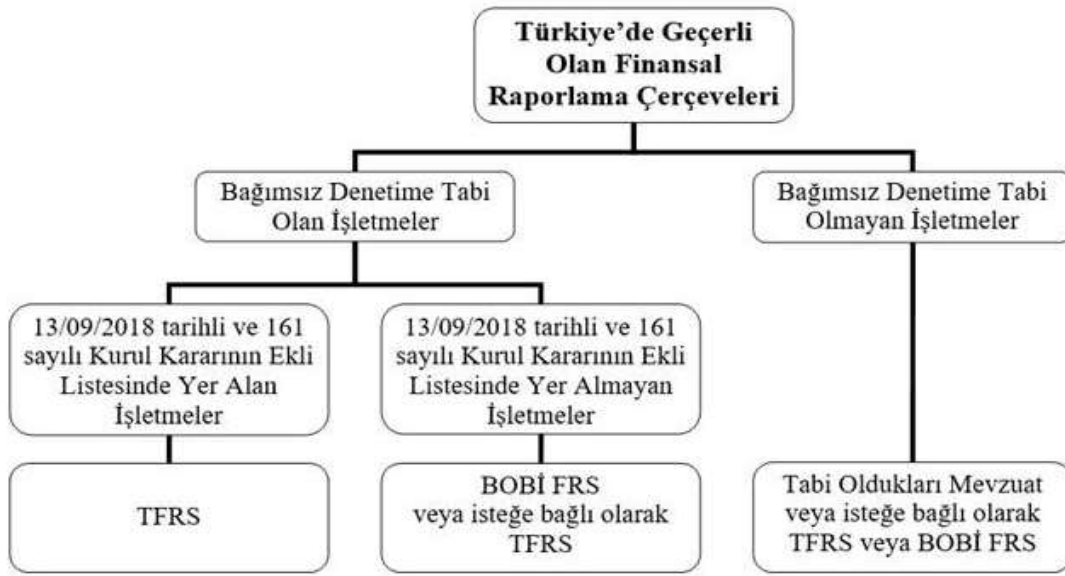 Türkiye’de Geçerli
Olan Finansal
Raporlama Çerçeveleri
Bağımsız Denetime Tabi
Olan İşletmeler
Bağımsız Denetime Tabi
Olmayan İşletmeler
13/09/2018 tarihli ve 161
sayılı Kurul Kararının Ekli
Listesinde Yer Alan
İşletmeler
13/09/2018 tarihli ve 161
sayılı Kurul Kararının Ekli
Listesinde Yer Almayan
İşletmeler
TFRS
BOBİ FRS
veya isteğe bağlı olarak
TFRS
Tabi Oldukları Mevzuat
veya isteğe bağlı olarak
TFRS veya BOBİ FRS